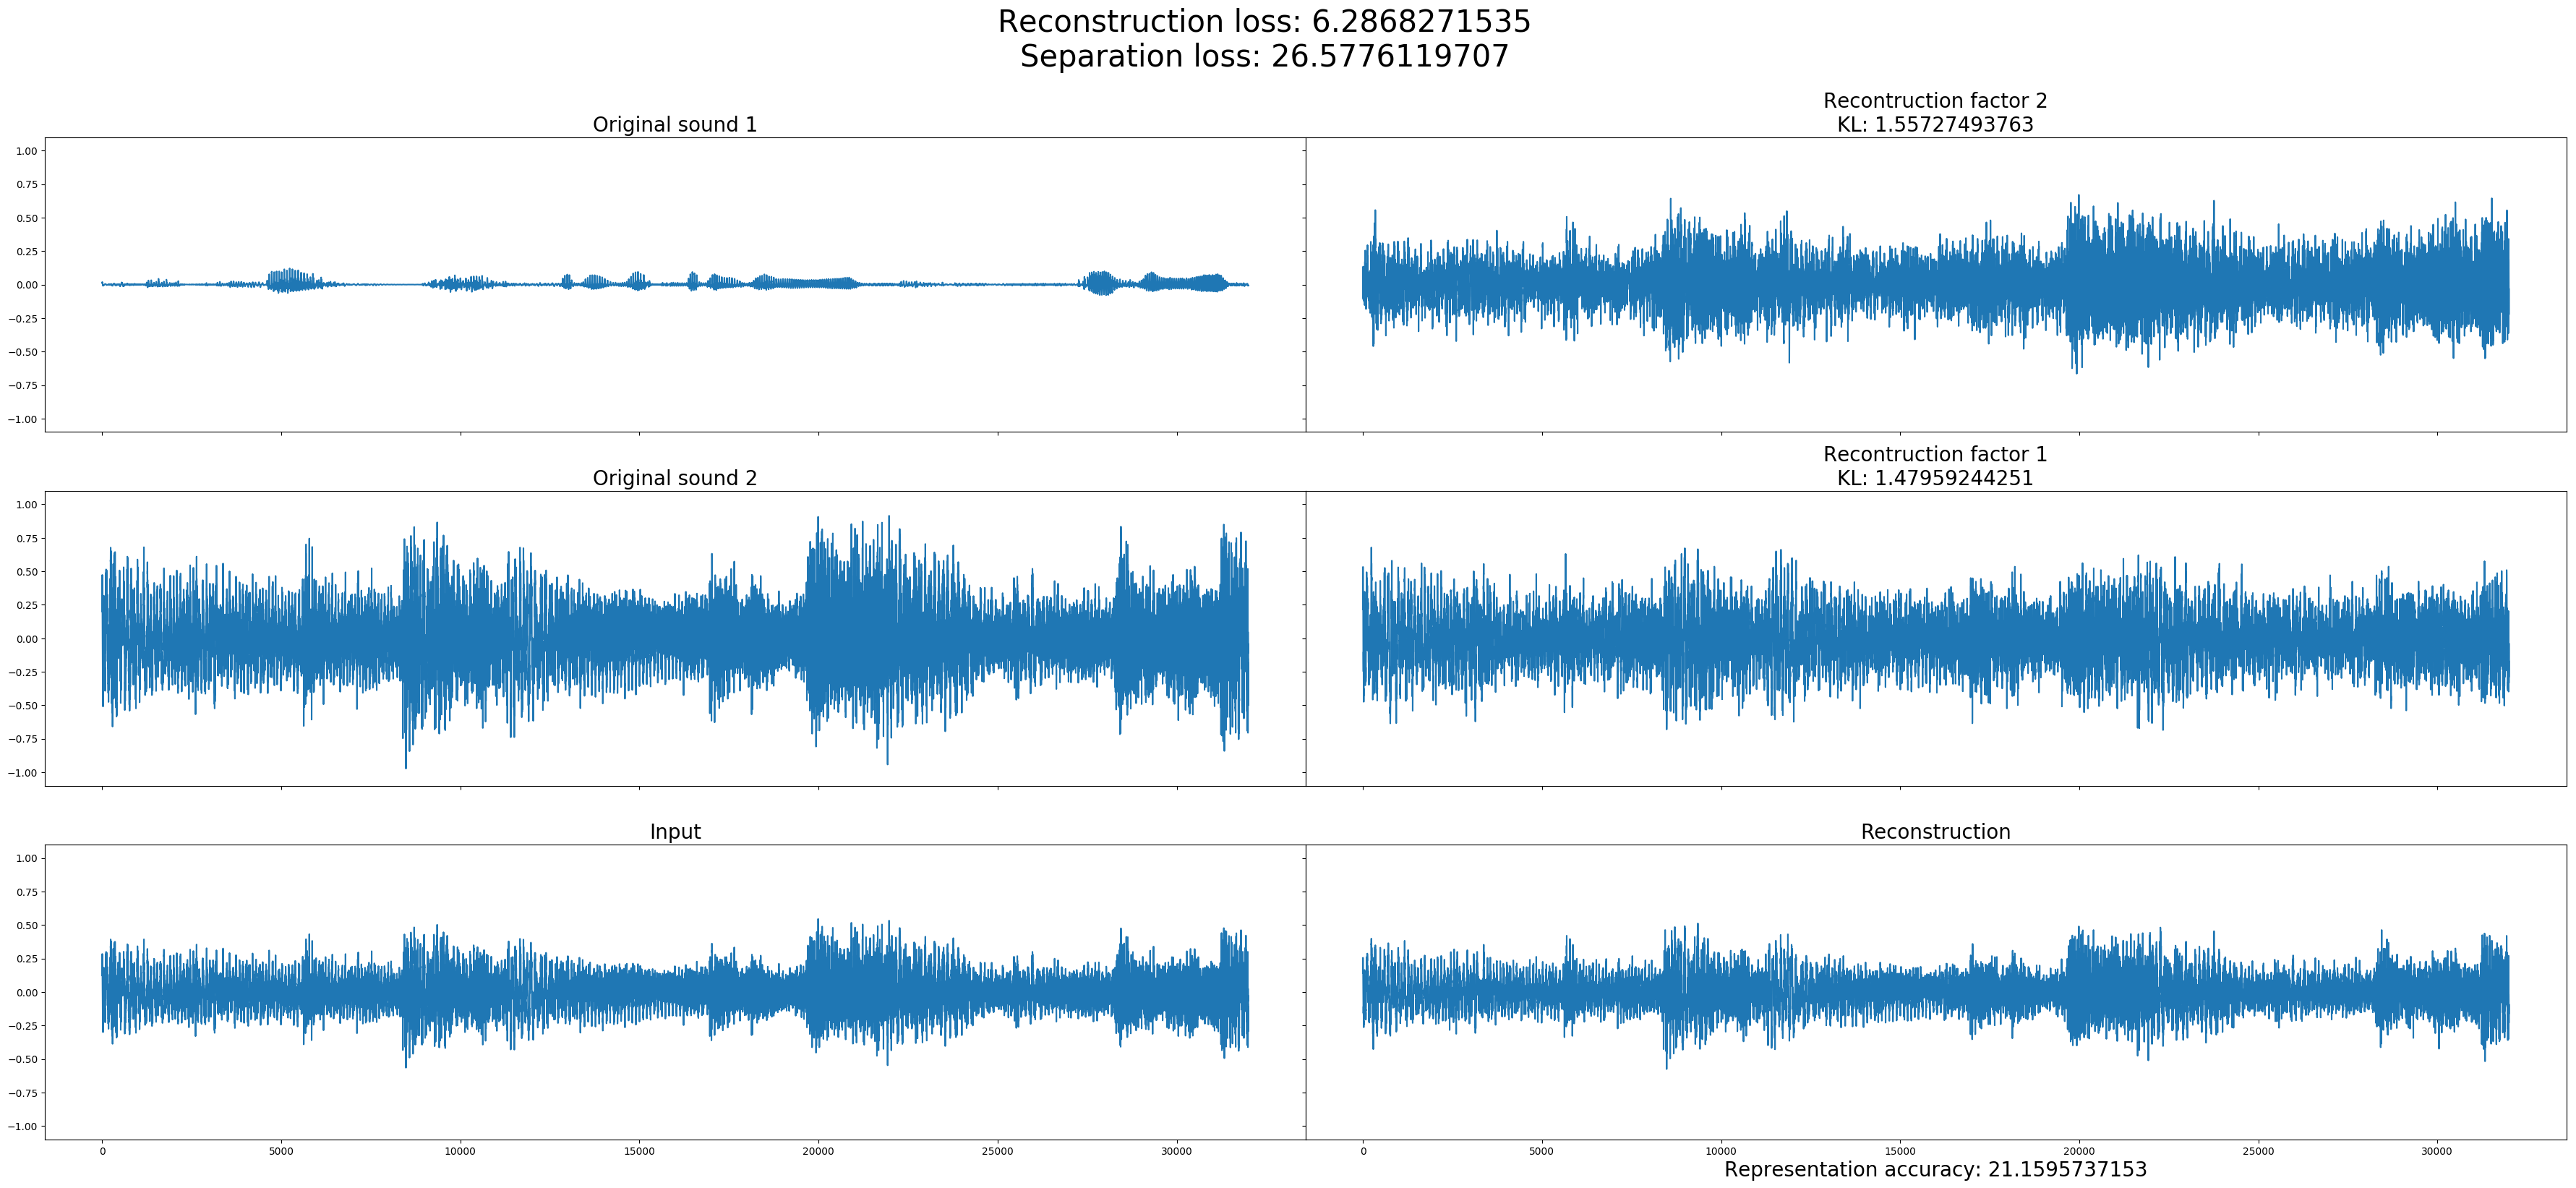 Reconstruction loss: 6.2868271535
Separation loss: 26.5776119707
Original sound 1
Recontruction factor 2
KL: 1.55727493763
1.00
0.75
0.50
0.25
0.00
−0.25
−0.50
−0.75
−1.00
Original sound 2
Recontruction factor 1
KL: 1.47959244251
1.00
0.75
0.50
0.25
0.00
−0.25
−0.50
−0.75
−1.00
Input
Reconstruction
1.00
0.75
0.50
0.25
0.00
−0.25
−0.50
−0.75
−1.00
0 5000 10000 15000 20000 25000 30000
0 5000 10000 15000 20000 25000 30000
Representation accuracy: 21.1595737153